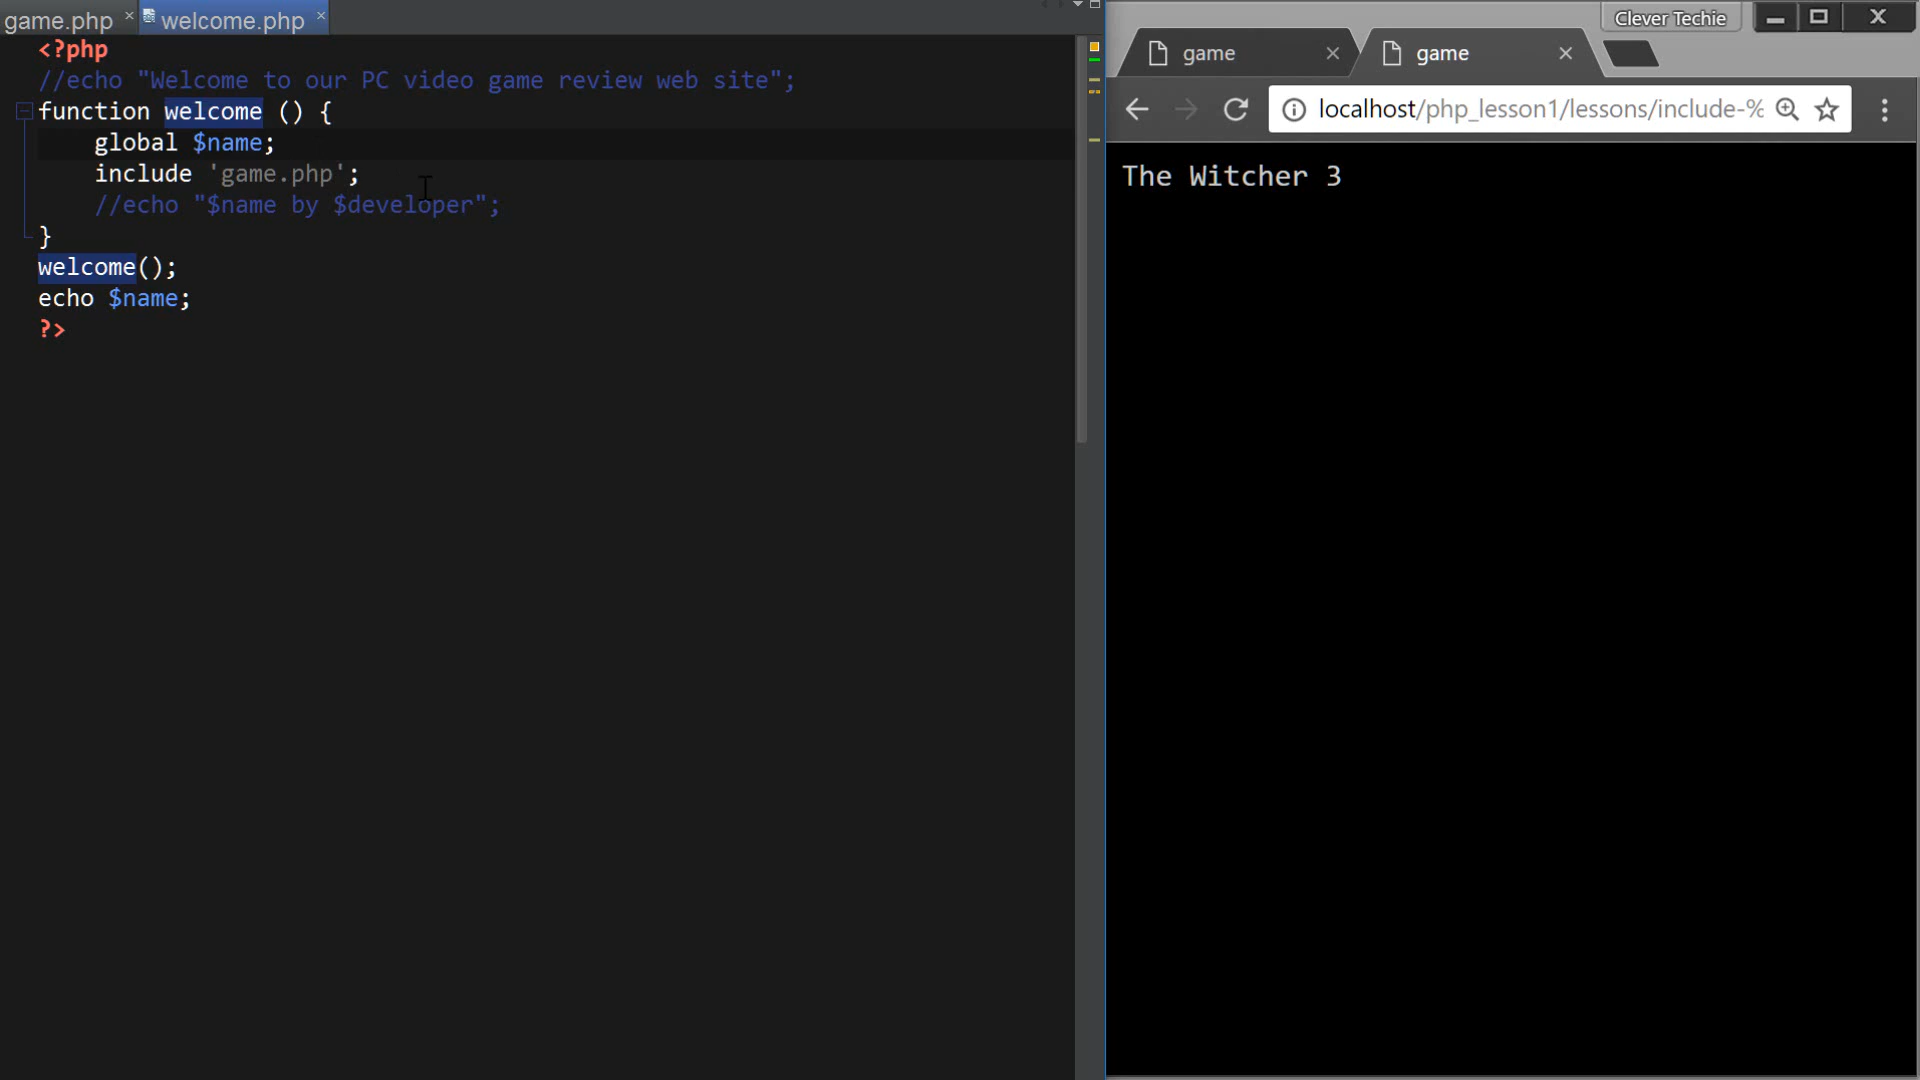 game.php
welcome.php
<?php
//echo "Welcome to our PC video game review web site";
function welcome () {
global $name;
include 'game.php';
//echo "$name by $developer";
}
welcome();
echo $name;
?>
Clever Techie
game
game
localhost/php_lesson1/lessons/include-%
The Witcher 3